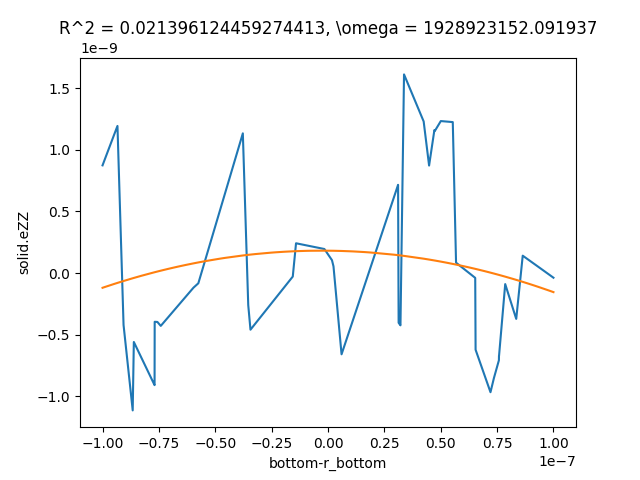 R^2 = 0.021396124459274413, \omega = 1928923152.091937
1e−9
1.5
1.0
0.5
0.0
−0.5
−1.0
solid.eZZ
−1.00 −0.75 −0.50 −0.25 0.00 0.25 0.50 0.75 1.00
bottom-r_bottom
1e−7